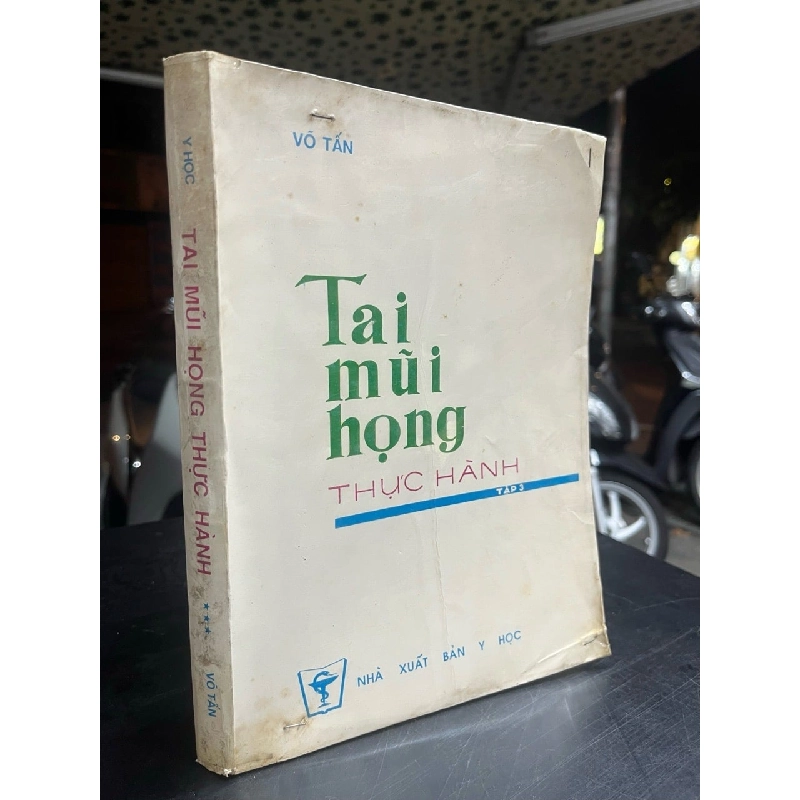 VÕ TẤN
Tai
mũi
họng
THỰC HÀNH
TẬP 3
NHÀ XUẤT BẢN Y HỌC
Y HỌC
TAI MŨI HỌNG THỰC HÀNH
***
VÕ TẤN